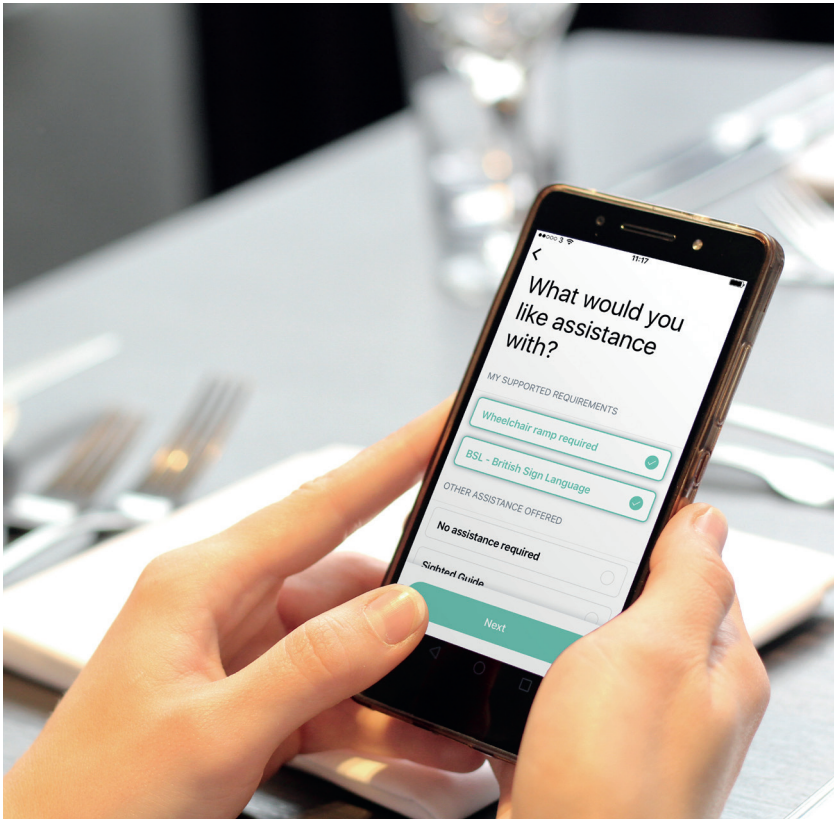 3
11:17
What would you
like assistance
with?
MY SUPPORTED REQUIREMENTS
Wheelchair ramp required
BSL - British Sign Language
OTHER ASSISTANCE OFFERED
No assistance required
Sighted Guide
Next